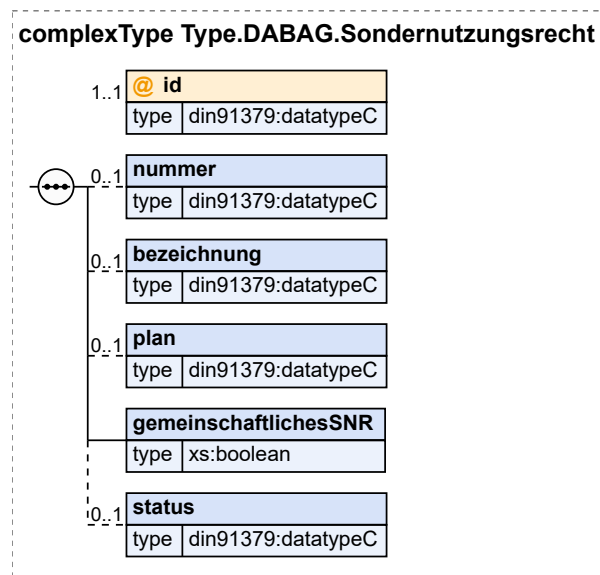 complexType Type.DABAG.Sondernutzungsrecht
1..1 @ id
type din91379:datatypeC
0..1 nummer
type din91379:datatypeC
0..1 bezeichnung
type din91379:datatypeC
0..1 plan
type din91379:datatypeC
gemeinschaftlichesSNR
type xs:boolean
0..1 status
type din91379:datatypeC